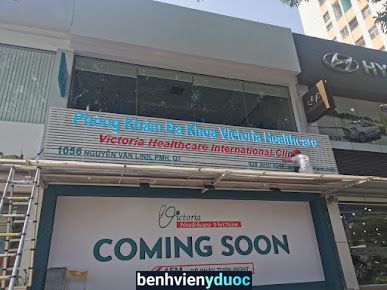 HY
Phòng Khám Đa Khoa Victoria Healthcare
Victoria Healthcare International Clinic
1056 NGUYỄN VĂN LINH, PMH, Q7
Victoria
Healthcare VietNam
COMING SOON
benhvienyduoc